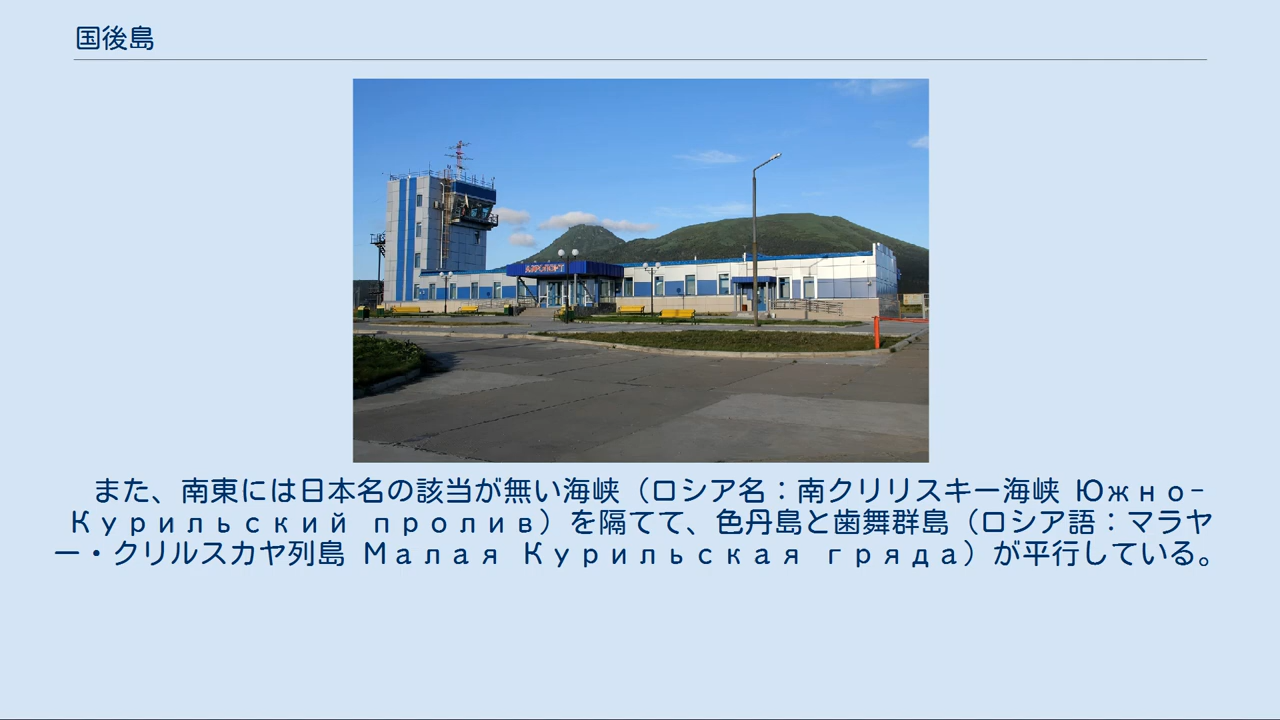 国後島
АЭРОПОРТ
また、南東には日本名の該当が無い海峡（ロシア名：南クリリスキー海峡 Южно-
Курильский пролив）を隔てて、色丹島と歯舞群島（ロシア語：マラヤ
ー・クリルスカヤ列島 Малая Курильская гряда）が平行している。